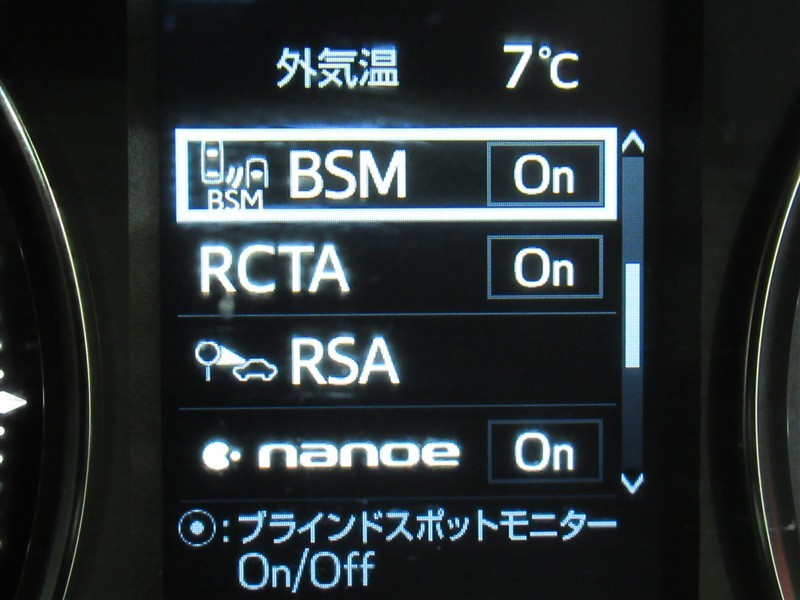 外気温 7℃
BSM BSM On
RCTA On
RSA
nanoe On
: ブラインドスポットモニター
On/Off